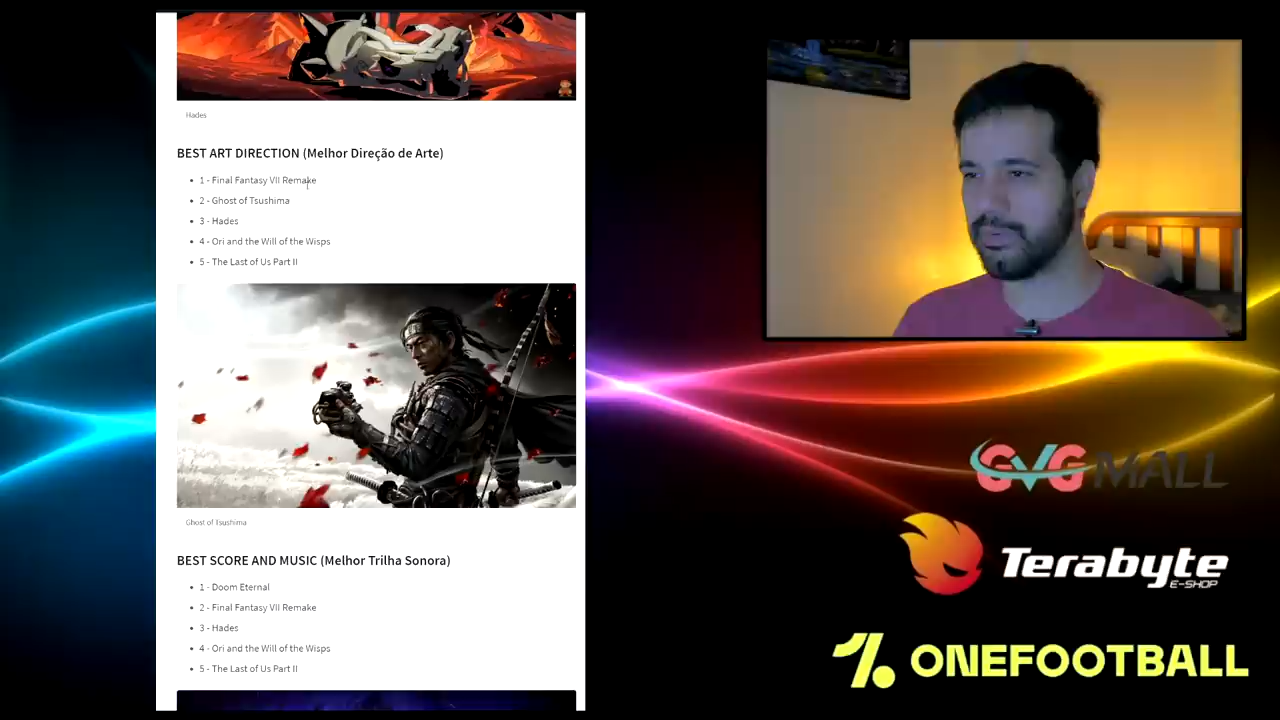 Hades
BEST ART DIRECTION (Melhor Direção de Arte)
1 - Final Fantasy VII Remake
2 - Ghost of Tsushima
3 - Hades
4 - Ori and the Will of the Wisps
5 - The Last of Us Part II
Ghost of Tsushima
BEST SCORE AND MUSIC (Melhor Trilha Sonora)
1 - Doom Eternal
2 - Final Fantasy VII Remake
3 - Hades
4 - Ori and the Will of the Wisps
5 - The Last of Us Part II
GVGMALL
Terabyte
E-SHOP
1.
ONEFOOTBALL